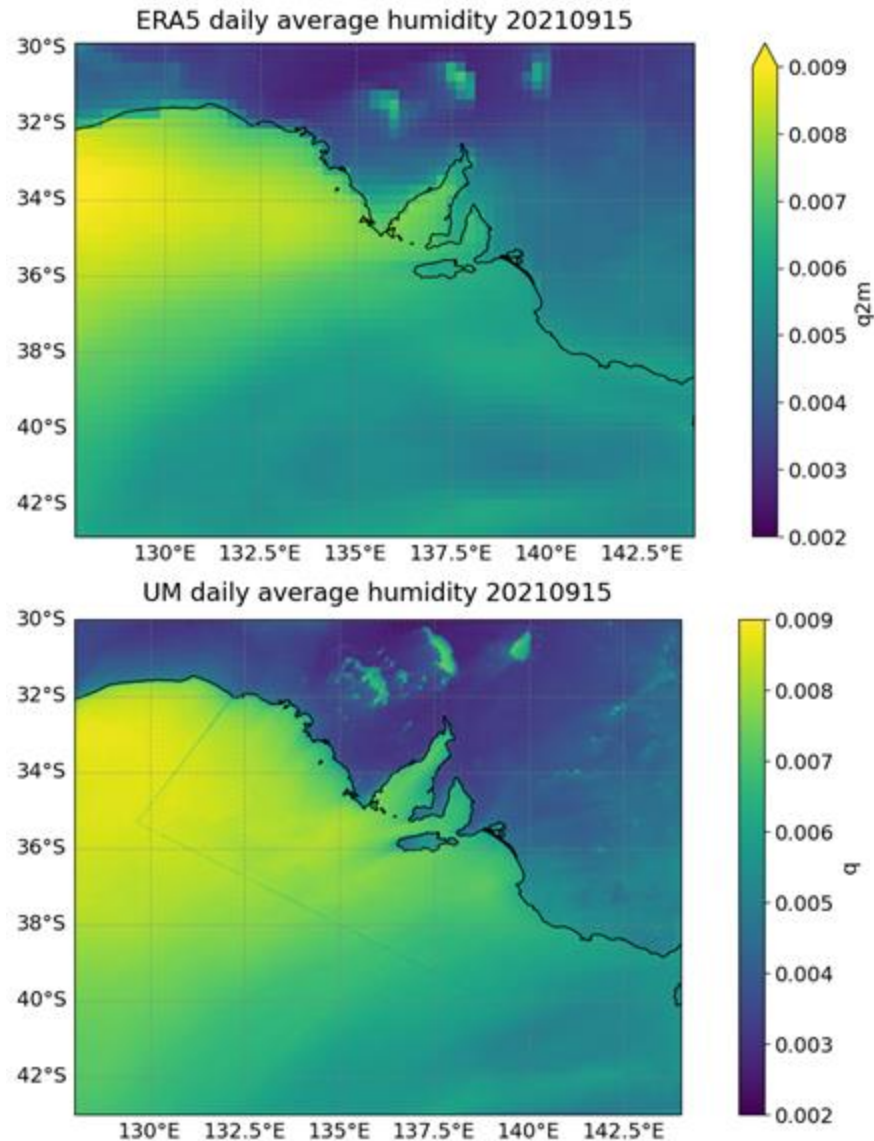 ERA5 daily average humidity 20210915
30°S
32°S
34°S
36°S
38°S
40°S
42°S
130°E 132.5°E 135°E 137.5°E 140°E 142.5°E
0.009
0.008
0.007
0.006
0.005
0.004
0.003
0.002
q2m
UM daily average humidity 20210915
30°S
32°S
34°S
36°S
38°S
40°S
42°S
130°E 132.5°E 135°E 137.5°E 140°E 142.5°E
0.009
0.008
0.007
0.006
0.005
0.004
0.003
0.002
q